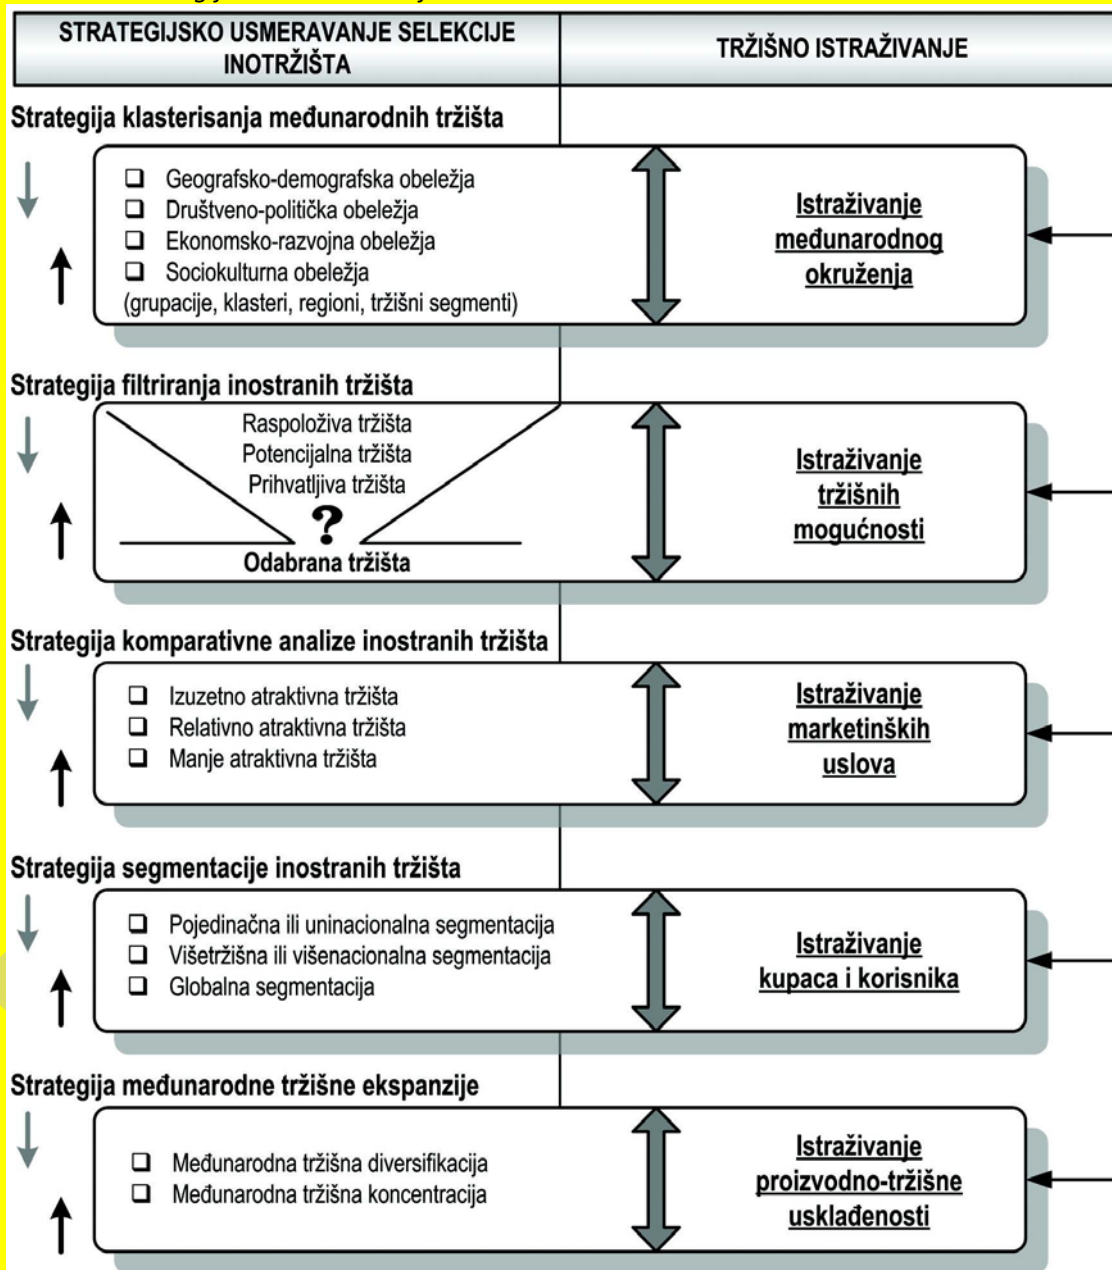 STRATEGIJSKO USMERAVANJE SELEKCIJE
INOTRŽIŠTA
TRŽIŠNO ISTRAŽIVANJE
Strategija klasterisanja međunarodnih tržišta
Geografsko-demografska obeležja
Društveno-politička obeležja
Ekonomsko-razvojna obeležja
Sociokulturna obeležja
(grupacije, klasteri, regioni, tržišni segmenti)
Istraživanje
međunarodnog
okruženja
Strategija filtriranja inostranih tržišta
Raspoloživa tržišta
Potencijalna tržišta
Prihvatljiva tržišta
?
Odabrana tržišta
Istraživanje
tržišnih
mogućnosti
Strategija komparativne analize inostranih tržišta
Izuzetno atraktivna tržišta
Relativno atraktivna tržišta
Manje atraktivna tržišta
Istraživanje
marketinških
uslova
Strategija segmentacije inostranih tržišta
Pojedinačna ili uninacionalna segmentacija
Višetržišna ili višenacionalna segmentacija
Globalna segmentacija
Istraživanje
kupaca i korisnika
Strategija međunarodne tržišne ekspanzije
Međunarodna tržišna diversifikacija
Međunarodna tržišna koncentracija
Istraživanje
proizvodno-tržišne
usklađenosti